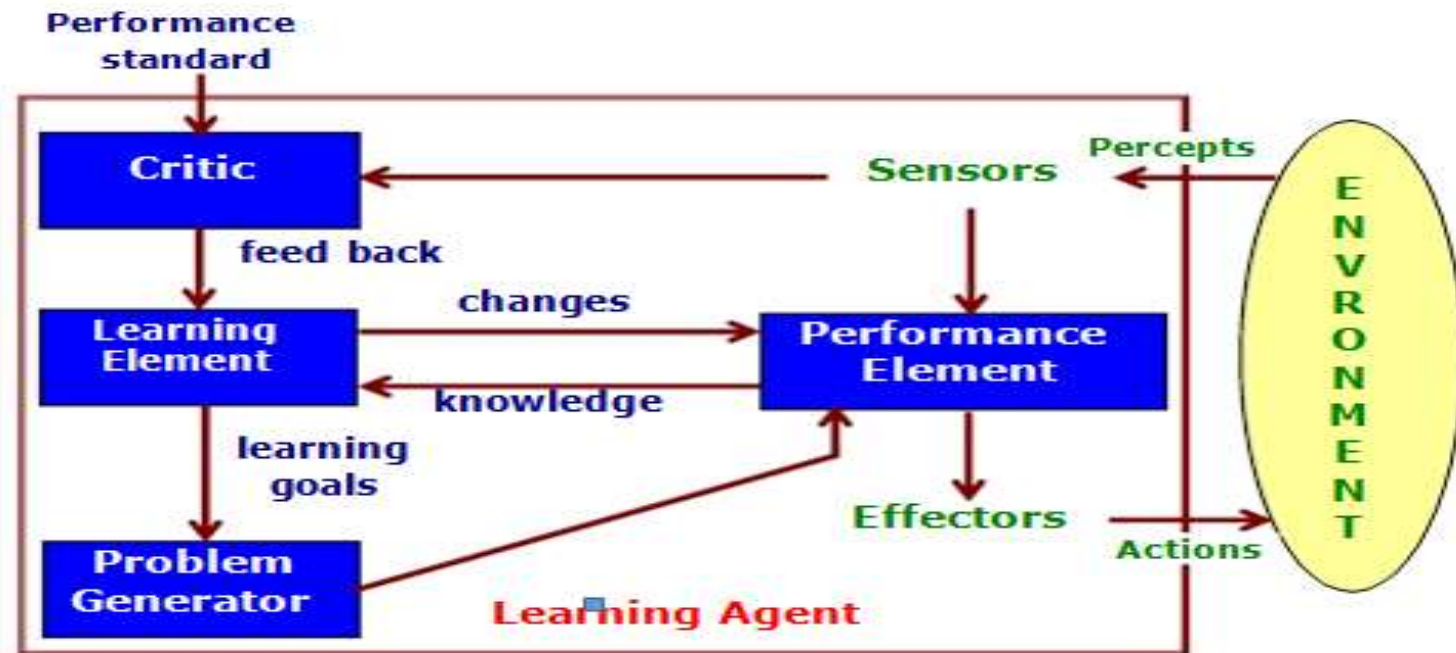 Performance
standard
Critic
Sensors
Percepts
feed back
changes
Learning
Element
Performance
Element
knowledge
learning
goals
Effectors
Actions
Problem
Generator
Learning Agent
E
N
V
R
O
N
M
E
N
T